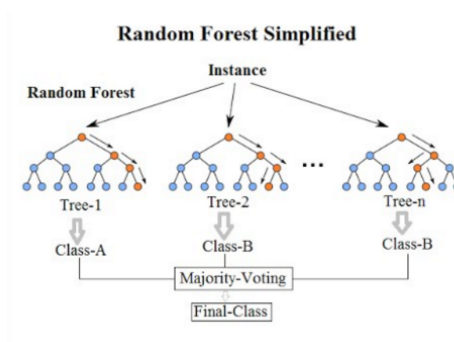 Random Forest Simplified
Instance
Random Forest
...
Tree-1 Tree-2 Tree-n
Class-A Class-B Class-B
Majority-Voting
Final-Class